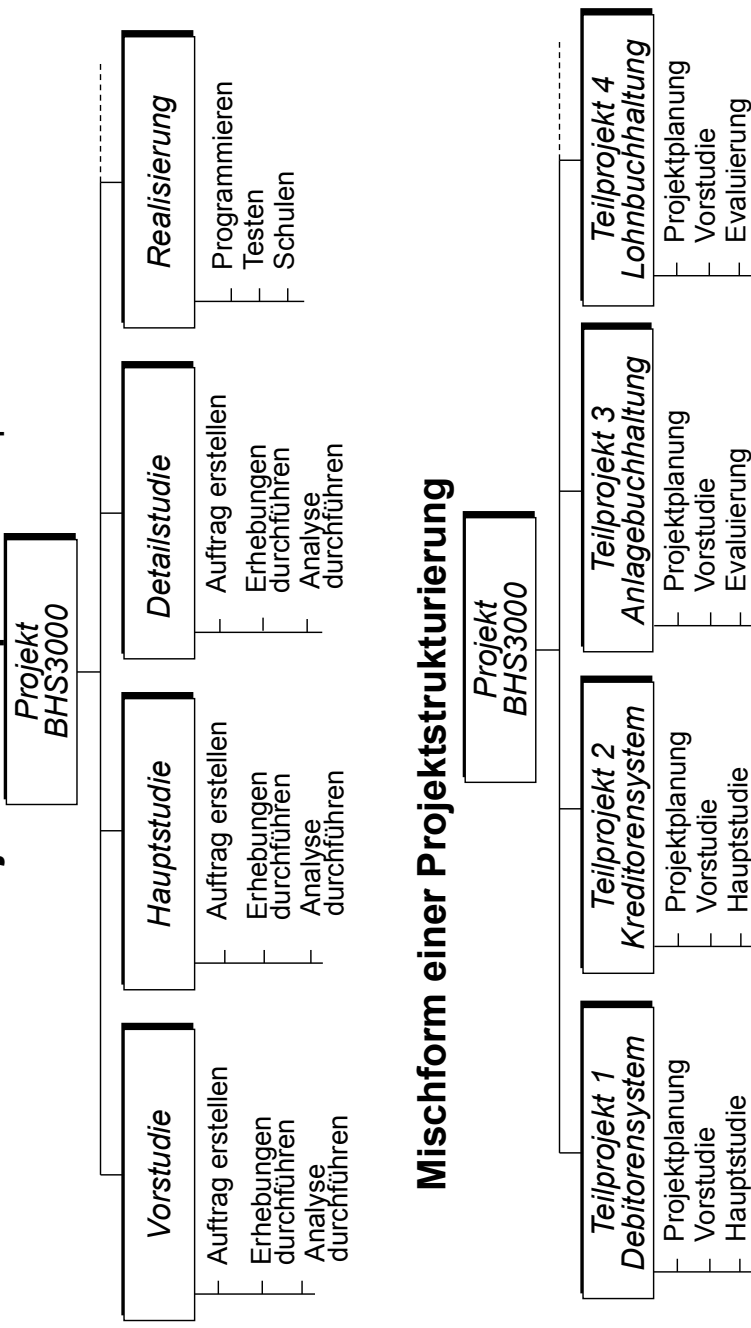 Projekt
BHS3000
Vorstudie
Auftrag erstellen
Erhebungen
durchführen
Analyse
durchführen
Hauptstudie
Auftrag erstellen
Erhebungen
durchführen
Analyse
durchführen
Detailstudie
Auftrag erstellen
Erhebungen
durchführen
Analyse
durchführen
Realisierung
Programmieren
Testen
Schulen
Mischform einer Projektstrukturierung
Projekt
BHS3000
Teilprojekt 1
Debitorensystem
Projektplanung
Vorstudie
Hauptstudie
Teilprojekt 2
Kreditorensystem
Projektplanung
Vorstudie
Hauptstudie
Teilprojekt 3
Anlagebuchhaltung
Projektplanung
Vorstudie
Evaluierung
Teilprojekt 4
Lohnbuchhaltung
Projektplanung
Vorstudie
Evaluierung